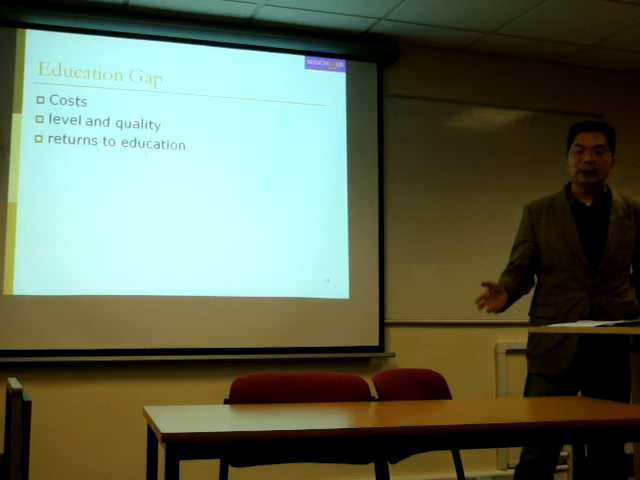 Education Gap
Costs
level and quality
returns to education